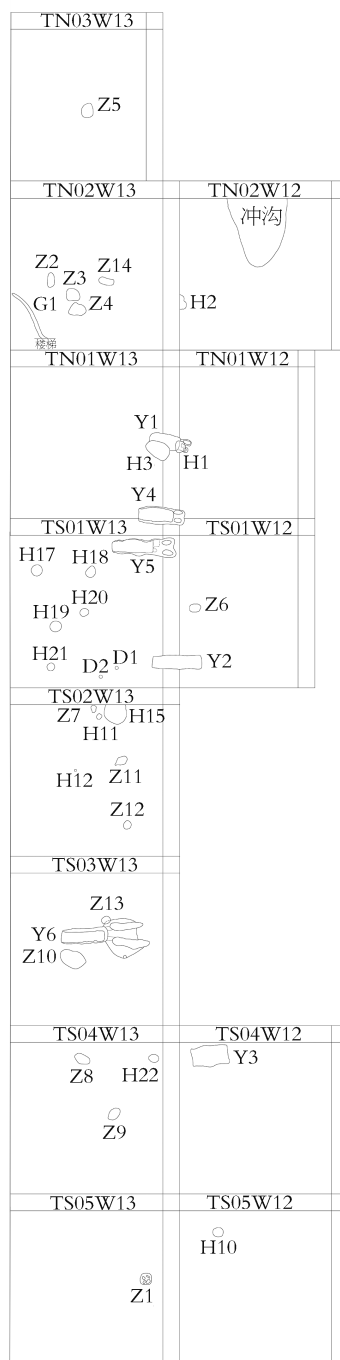 TN03W13
Z5
TN02W13 TN02W12
冲沟
Z2 Z3 Z14
G1 Z4 H2
楼梯
TN01W13 TN01W12
Y1
H3 H1
Y4
TS01W13 TS01W12
H17 H18 Y5
H20 Z6
H19
H21 D2 D1 Y2
TS02W13
Z7 H15
H11
H12 Z11
Z12
TS03W13
Z13
Y6
Z10
TS04W13 TS04W12
Z8 H22 Y3
Z9
TS05W13 TS05W12
H10
Z1